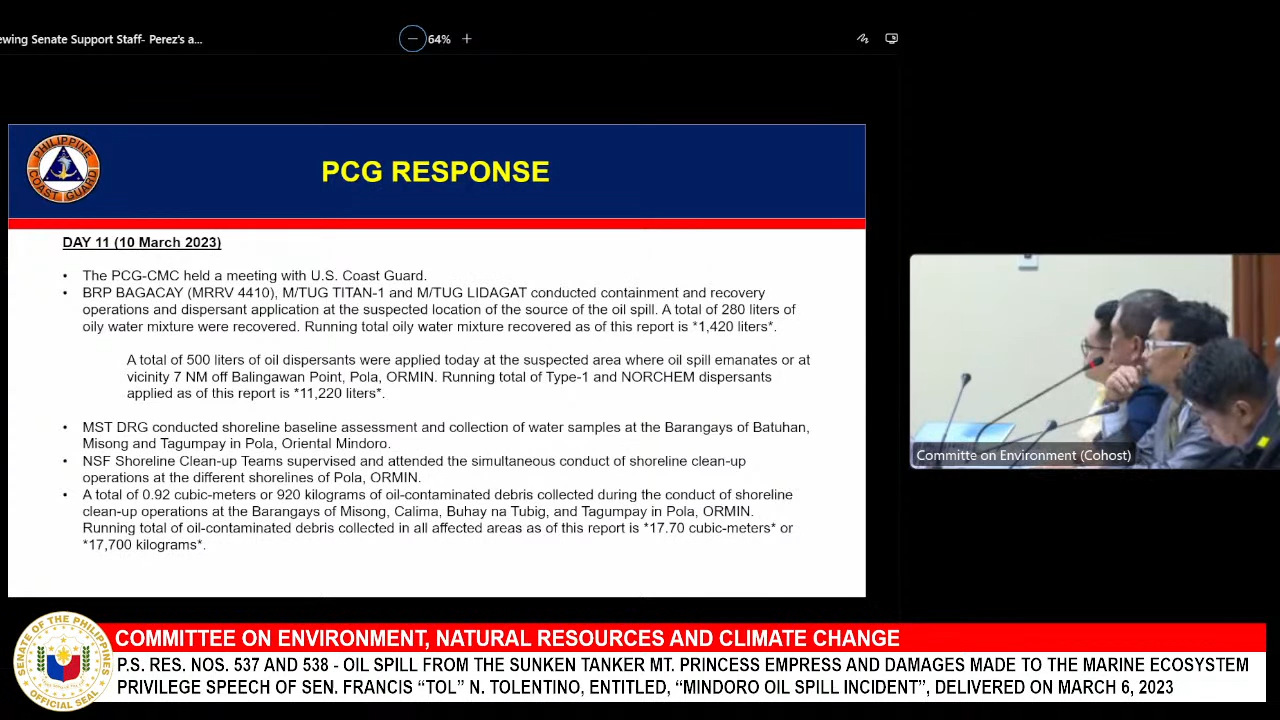 ewing Senate Support Staff- Perez's a...
64%
PHILIPPINE
COAST GUARD
PCG RESPONSE
DAY 11 (10 March 2023)
• The PCG-CMC held a meeting with U.S. Coast Guard.
• BRP BAGACAY (MRRV 4410), M/TUG TITAN-1 and M/TUG LIDAGAT conducted containment and recovery
operations and dispersant application at the suspected location of the source of the oil spill. A total of 280 liters of
oily water mixture were recovered. Running total oily water mixture recovered as of this report is *1,420 liters*.
A total of 500 liters of oil dispersants were applied today at the suspected area where oil spill emanates or at
vicinity 7 NM off Balingawan Point, Pola, ORMIN. Running total of Type-1 and NORCHEM dispersants
applied as of this report is *11,220 liters*.
• MST DRG conducted shoreline baseline assessment and collection of water samples at the Barangays of Batuhan,
Misong and Tagumpay in Pola, Oriental Mindoro.
• NSF Shoreline Clean-up Teams supervised and attended the simultaneous conduct of shoreline clean-up
operations at the different shorelines of Pola, ORMIN.
• A total of 0.92 cubic-meters or 920 kilograms of oil-contaminated debris collected during the conduct of shoreline
clean-up operations at the Barangays of Misong, Calima, Buhay na Tubig, and Tagumpay in Pola, ORMIN.
Running total of oil-contaminated debris collected in all affected areas as of this report is *17.70 cubic-meters* or
*17,700 kilograms*.
Committee on Environment (Cohost)
SENATE OF THE PHILIPPINES
OFFICIAL SEAL
COMMITTEE ON ENVIRONMENT, NATURAL RESOURCES AND CLIMATE CHANGE
P.S. RES. NOS. 537 AND 538 - OIL SPILL FROM THE SUNKEN TANKER MT. PRINCESS EMPRESS AND DAMAGES MADE TO THE MARINE ECOSYSTEM
PRIVILEGE SPEECH OF SEN. FRANCIS “TOL” N. TOLENTINO, ENTITLED, “MINDORO OIL SPILL INCIDENT”, DELIVERED ON MARCH 6, 2023